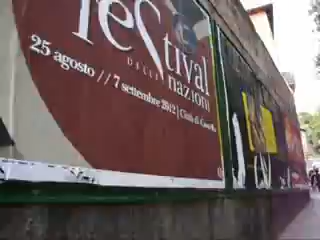 festival
DELLE
nazioni
25 agosto // 7 settembre 2012 | Città di Castello